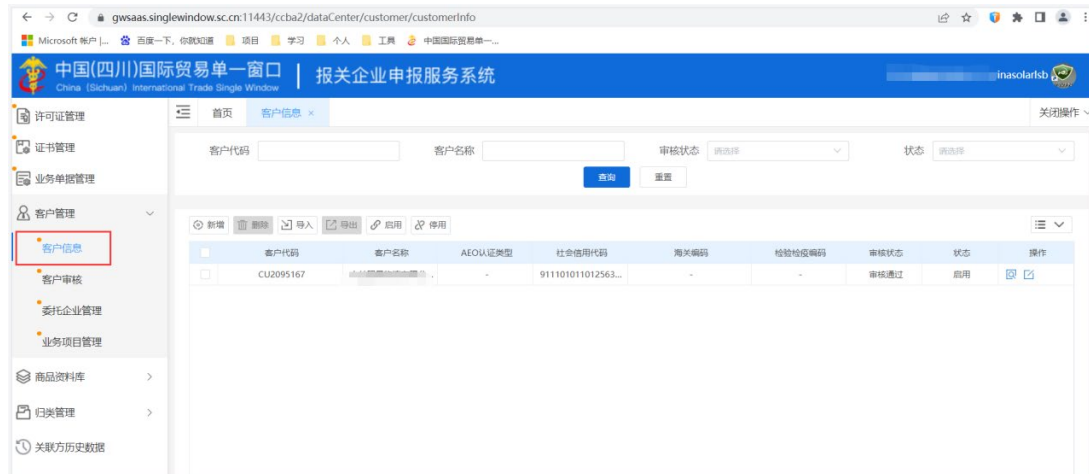 gwsaas.singlewindow.sc.cn:11443/ccba2/dataCenter/customer/customerInfo
Microsoft 帐户 |... 百度一下，你就知道 项目 学习 个人 工具 中国国际贸易单一...
中国(四川)国际贸易单一窗口 | 报关企业申报服务系统
China (Sichuan) International Trade Single Window
inasolarlsb
许可证管理
首页 客户信息 × 关闭操作
证书管理
客户代码 客户名称 审核状态 请选择 状态 请选择
业务单据管理
查询 重置
客户管理
新增 删除 导入 导出 启用 停用
客户信息
客户代码 客户名称 AEO认证类型 社会信用代码 海关编码 检验检疫编码 审核状态 状态 操作
客户审核
CU2095167 - 911101011012563... - - 审核通过 启用
委托企业管理
业务项目管理
商品资料库
归类管理
关联方历史数据